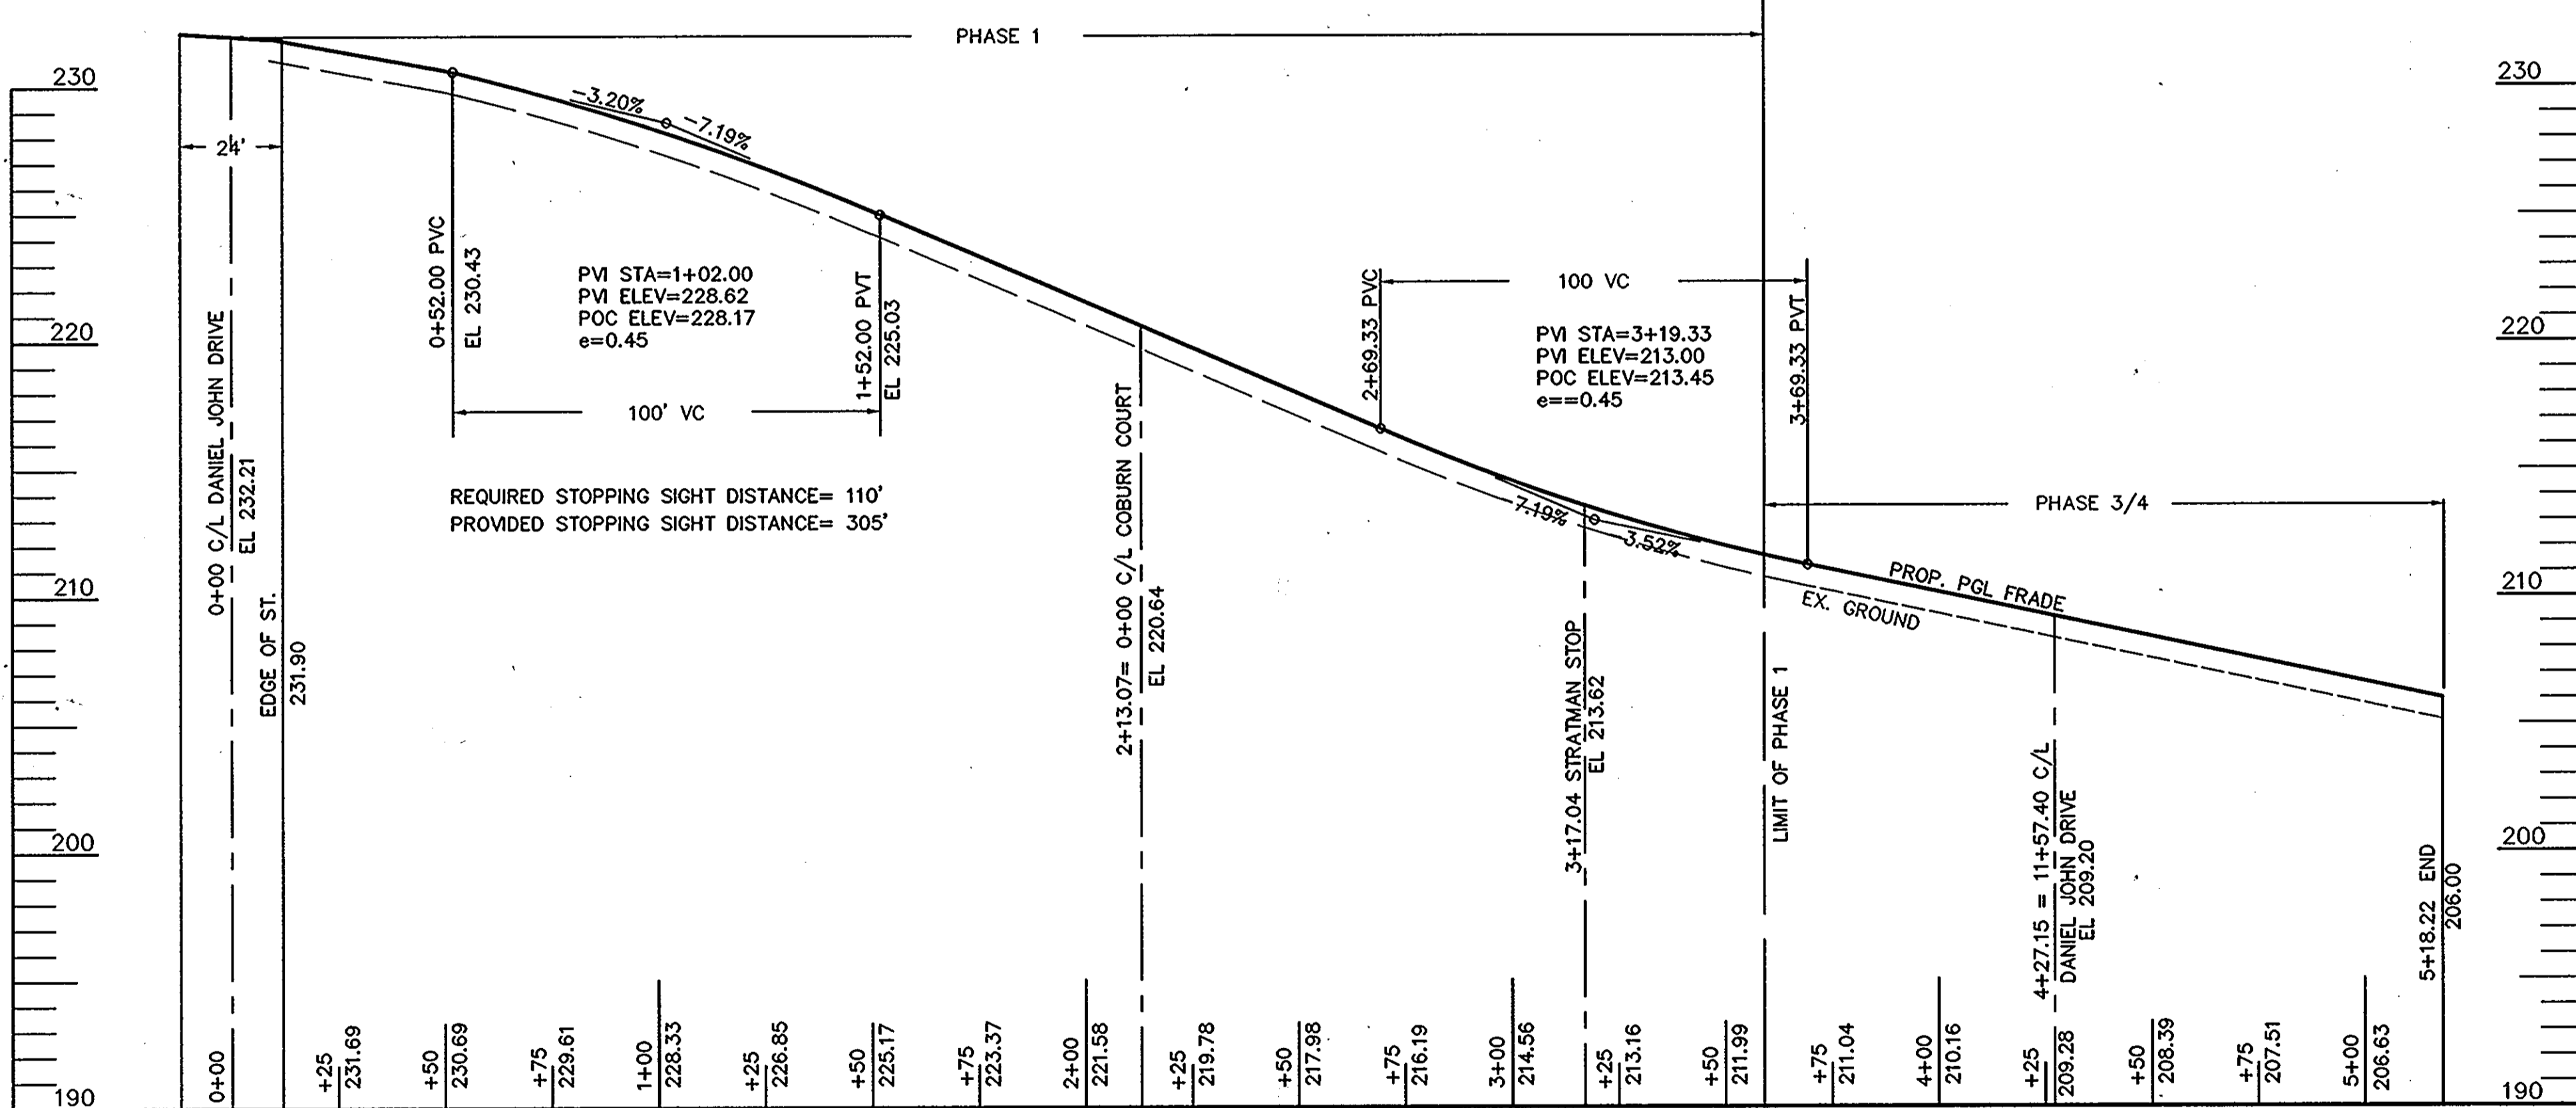 PHASE 1
230
230
-3.20%
-7.19%
24'
0+52.00 PVC
EL 230.43
PVI STA=1+02.00
PVI ELEV=228.62
POC ELEV=228.17
e=0.45
1+52.00 PVT
EL 225.03
100' VC
REQUIRED STOPPING SIGHT DISTANCE= 110'
PROVIDED STOPPING SIGHT DISTANCE= 305'
2+69.33 PVC
100 VC
PVI STA=3+19.33
PVI ELEV=213.00
POC ELEV=213.45
e==0.45
3+69.33 PVT
220
220
0+00 C/L DANIEL JOHN DRIVE
EL 232.21
EDGE OF ST.
231.90
2+13.07= 0+00 C/L COBURN COURT
EL 220.64
-7.19%
-3.52%
PHASE 3/4
PROP. PGL FRADE
EX. GROUND
210
210
3+17.04 STRATMAN STOP
EL 213.62
LIMIT OF PHASE 1
4+27.15 = 11+57.40 C/L
DANIEL JOHN DRIVE
EL 209.20
5+18.22 END
206.00
200
200
0+00
+25
231.69
+50
230.69
+75
229.61
1+00
228.33
+25
226.85
+50
225.17
+75
223.37
2+00
221.58
+25
219.78
+50
217.98
+75
216.19
3+00
214.56
+25
213.16
+50
211.99
+75
211.04
4+00
210.16
+25
209.28
+50
208.39
+75
207.51
5+00
206.63
190
190